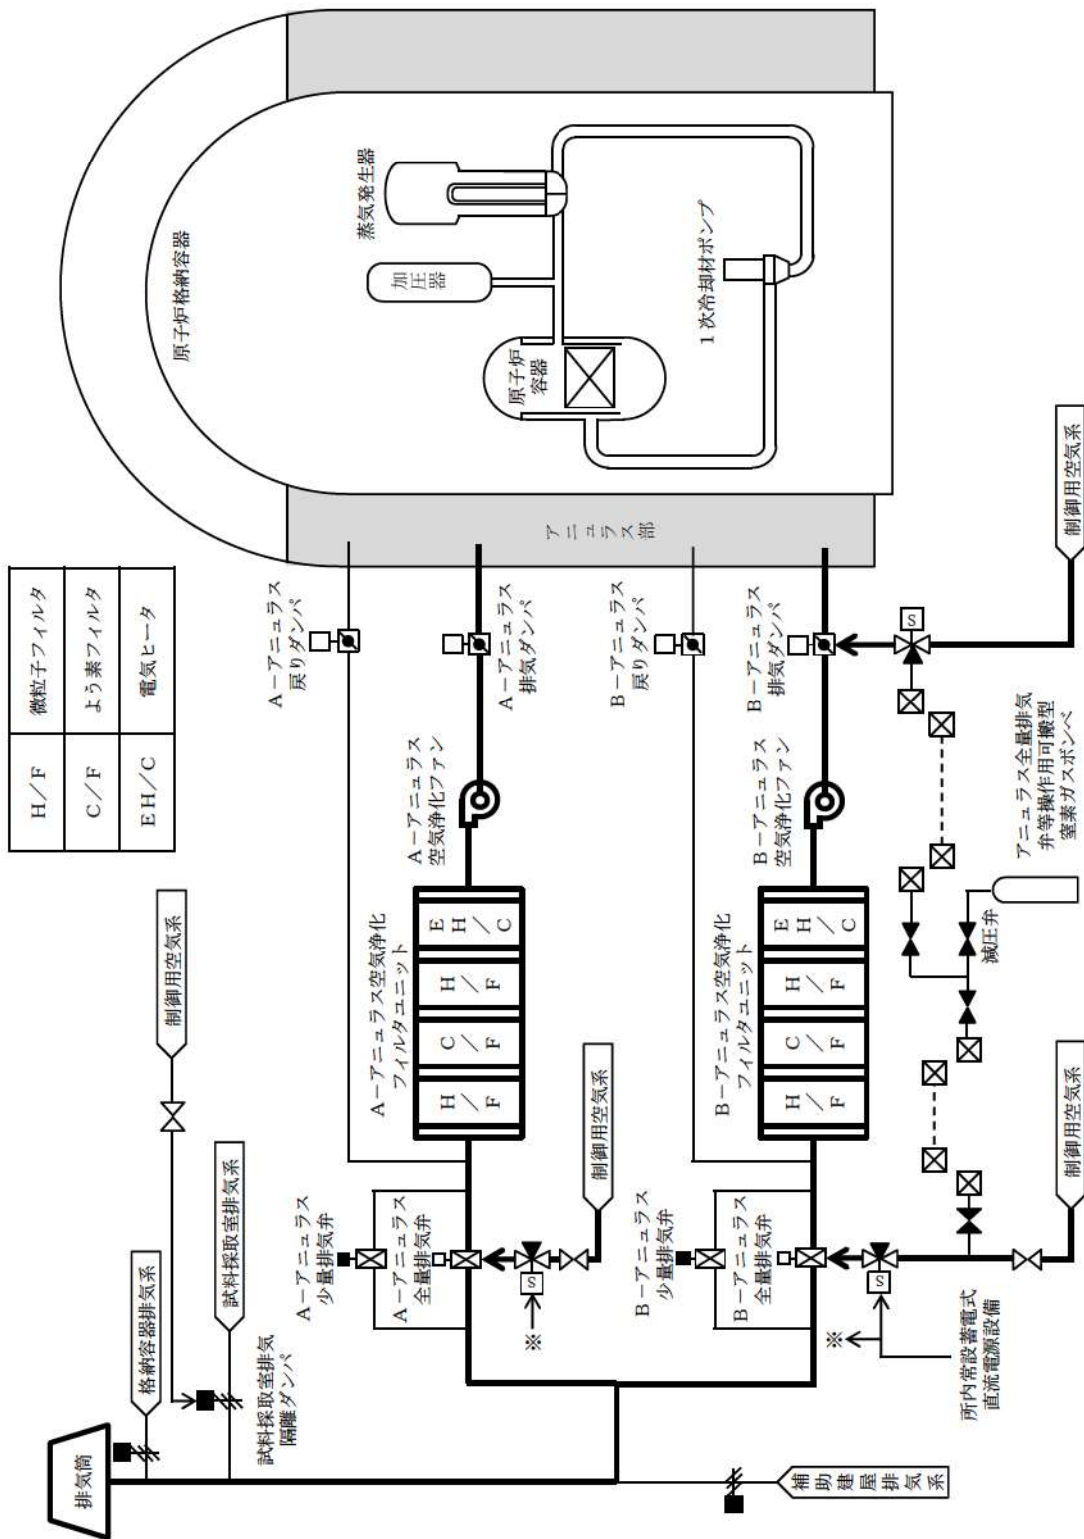 排気筒
格納容器排気系
試料採取室排気系
試料採取室排気
隔離ダンパ
制御用空気系
H/F
微粒子フィルタ
C/F
よう素フィルタ
EH/C
電気ヒータ
原子炉格納容器
蒸気発生器
加圧器
原子炉
容器
1次冷却材ポンプ
アニュラス部
A-アニュラス
少量排気弁
A-アニュラス
全量排気弁
A-アニュラス空気浄化
フィルタユニット
H/F
C/F
H/F
EH/C
A-アニュラス
空気浄化ファン
A-アニュラス
戻りダンパ
A-アニュラス
排気ダンパ
※
S
制御用空気系
B-アニュラス
少量排気弁
B-アニュラス
全量排気弁
B-アニュラス空気浄化
フィルタユニット
H/F
C/F
H/F
EH/C
B-アニュラス
空気浄化ファン
B-アニュラス
戻りダンパ
B-アニュラス
排気ダンパ
※
S
所内常設蓄電式
直流電源設備
制御用空気系
減圧弁
アニュラス全量排気
弁等操作用可搬型
窒素ガスボンベ
S
制御用空気系
補助建屋排気系